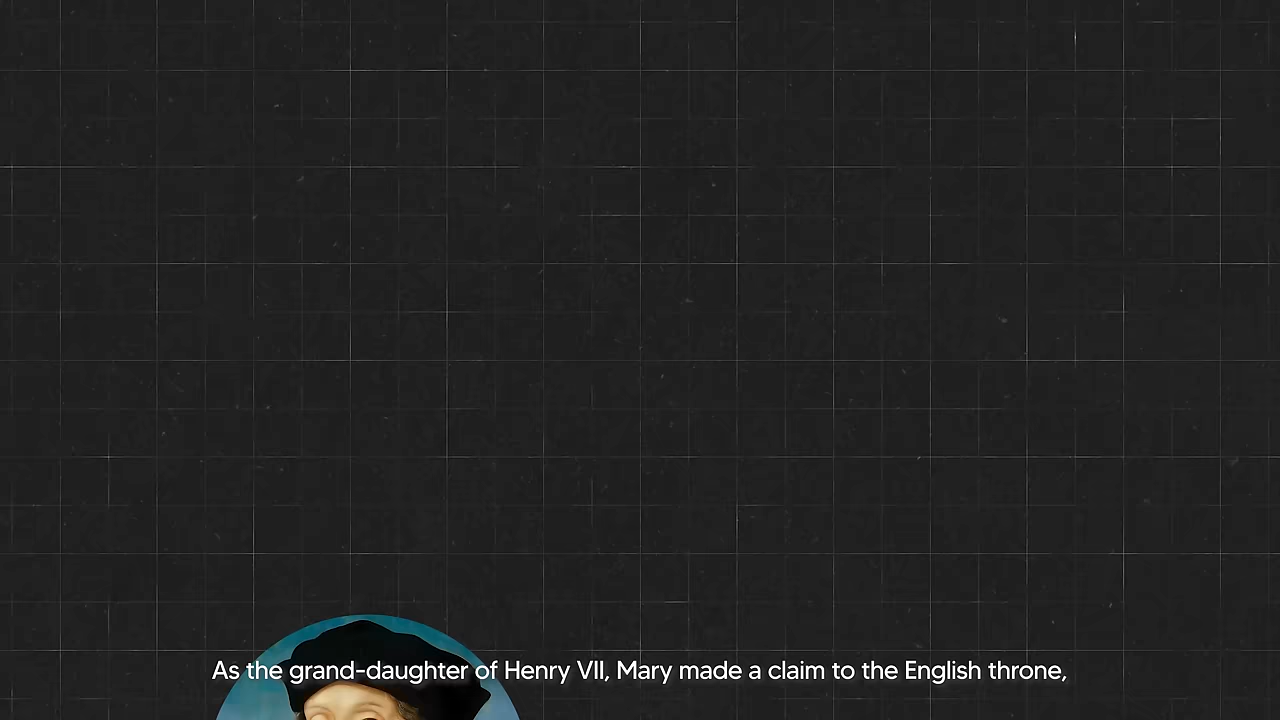 As the grand-daughter of Henry VII, Mary made a claim to the English throne,